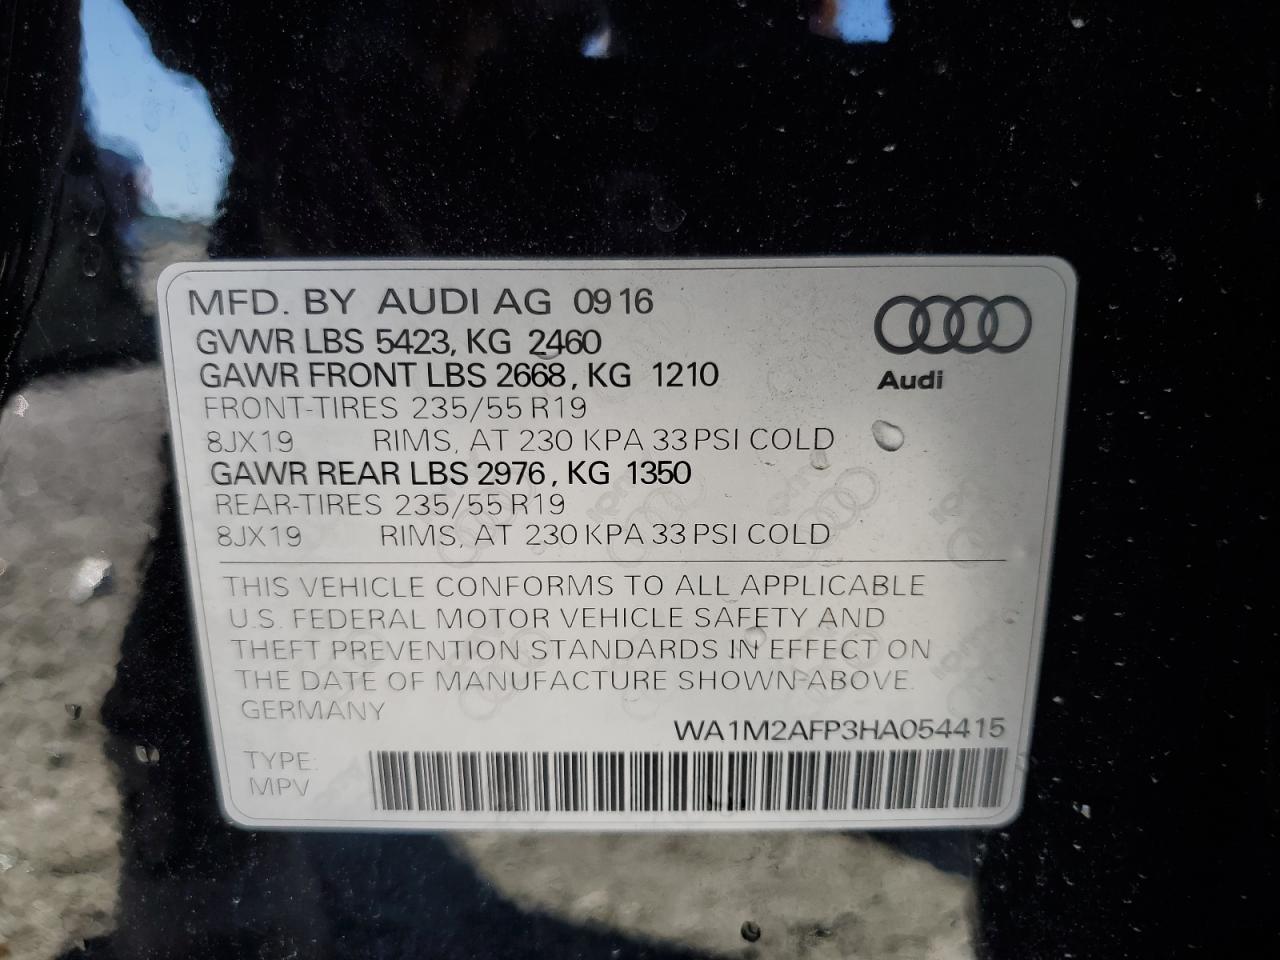 MFD. BY AUDI AG 09 16
GVWR LBS 5423, KG 2460
GAWR FRONT LBS 2668, KG 1210
FRONT-TIRES 235/55 R19
8JX19 RIMS, AT 230 KPA 33 PSI COLD
GAWR REAR LBS 2976, KG 1350
REAR-TIRES 235/55 R19
8JX19 RIMS, AT 230 KPA 33 PSI COLD
Audi
THIS VEHICLE CONFORMS TO ALL APPLICABLE
U.S. FEDERAL MOTOR VEHICLE SAFETY AND
THEFT PREVENTION STANDARDS IN EFFECT ON
THE DATE OF MANUFACTURE SHOWN ABOVE.
GERMANY
WA1M2AFP3HA054415
TYPE:
MPV